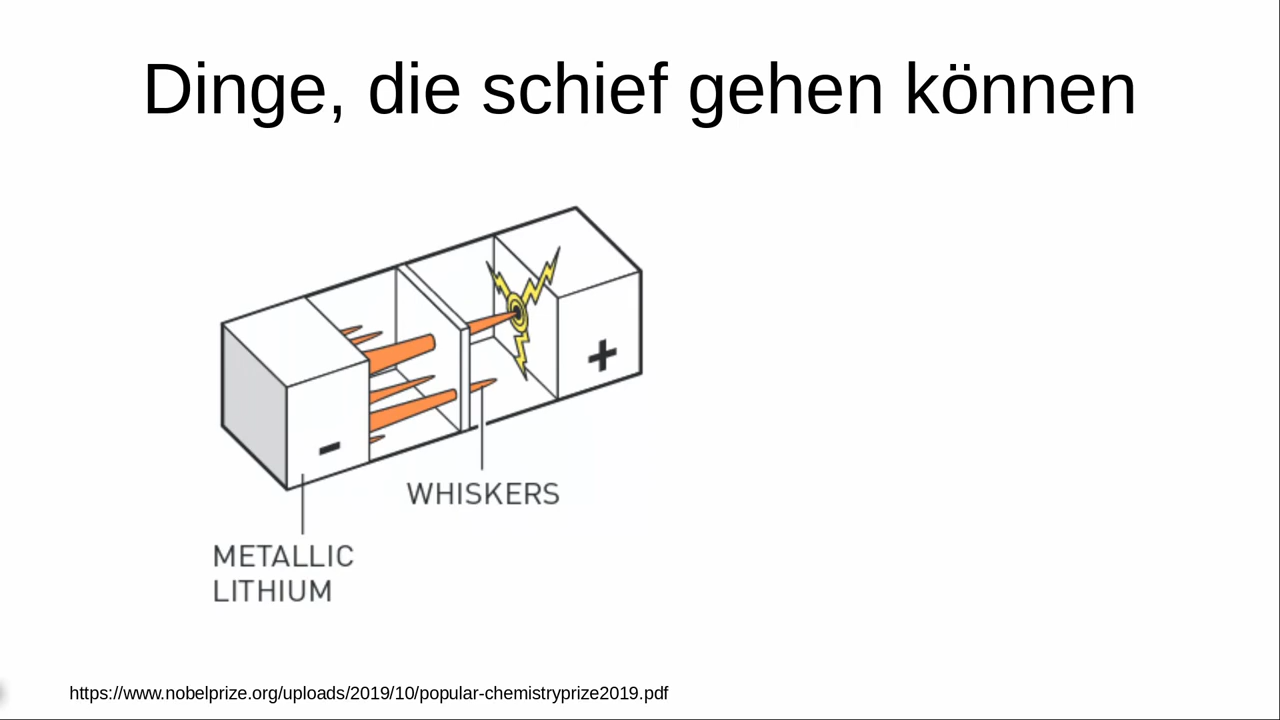 Dinge, die schief gehen können
+
-
WHISKERS
METALLIC
LITHIUM
https://www.nobelprize.org/uploads/2019/10/popular-chemistryprize2019.pdf